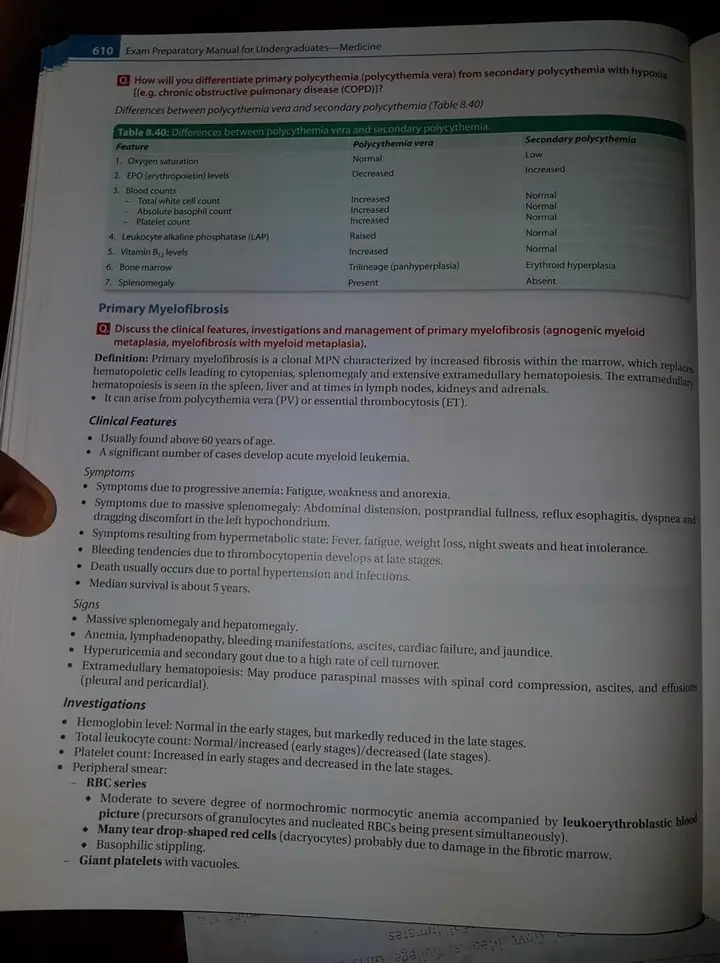 610 Exam Preparatory Manual for Undergraduates—Medicine
Q. How will you differentiate primary polycythemia (polycythemia vera) from secondary polycythemia with hypoxia
[(e.g. chronic obstructive pulmonary disease (COPD)]?
Differences between polycythemia vera and secondary polycythemia (Table 8.40)
Table 8.40: Differences between polycythemia vera and secondary polycythemia.
Feature Polycythemia vera Secondary polycythemia
1. Oxygen saturation Normal Low
2. EPO (erythropoietin) levels Decreased Increased
3. Blood counts
– Total white cell count Increased Normal
– Absolute basophil count Increased Normal
– Platelet count Increased Normal
4. Leukocyte alkaline phosphatase (LAP) Raised Normal
5. Vitamin B12 levels Increased Normal
6. Bone marrow Trilineage (panhyperplasia) Erythroid hyperplasia
7. Splenomegaly Present Absent
Primary Myelofibrosis
Q. Discuss the clinical features, investigations and management of primary myelofibrosis (agnogenic myeloid
metaplasia, myelofibrosis with myeloid metaplasia).
Definition: Primary myelofibrosis is a clonal MPN characterized by increased fibrosis within the marrow, which replaces
hematopoietic cells leading to cytopenias, splenomegaly and extensive extramedullary hematopoiesis. The extramedullary
hematopoiesis is seen in the spleen, liver and at times in lymph nodes, kidneys and adrenals.
• It can arise from polycythemia vera (PV) or essential thrombocytosis (ET).
Clinical Features
• Usually found above 60 years of age.
• A significant number of cases develop acute myeloid leukemia.
Symptoms
• Symptoms due to progressive anemia: Fatigue, weakness and anorexia.
• Symptoms due to massive splenomegaly: Abdominal distension, postprandial fullness, reflux esophagitis, dyspnea and
dragging discomfort in the left hypochondrium.
• Symptoms resulting from hypermetabolic state: Fever, fatigue, weight loss, night sweats and heat intolerance.
• Bleeding tendencies due to thrombocytopenia develops at late stages.
• Death usually occurs due to portal hypertension and infections.
• Median survival is about 5 years.
Signs
• Massive splenomegaly and hepatomegaly.
• Anemia, lymphadenopathy, bleeding manifestations, ascites, cardiac failure, and jaundice.
• Hyperuricemia and secondary gout due to a high rate of cell turnover.
• Extramedullary hematopoiesis: May produce paraspinal masses with spinal cord compression, ascites, and effusions
(pleural and pericardial).
Investigations
• Hemoglobin level: Normal in the early stages, but markedly reduced in the late stages.
• Total leukocyte count: Normal/increased (early stages)/decreased (late stages).
• Platelet count: Increased in early stages and decreased in the late stages.
• Peripheral smear:
– RBC series
◆ Moderate to severe degree of normochromic normocytic anemia accompanied by leukoerythroblastic blood
picture (precursors of granulocytes and nucleated RBCs being present simultaneously).
◆ Many tear drop-shaped red cells (dacryocytes) probably due to damage in the fibrotic marrow.
◆ Basophilic stippling.
– Giant platelets with vacuoles.